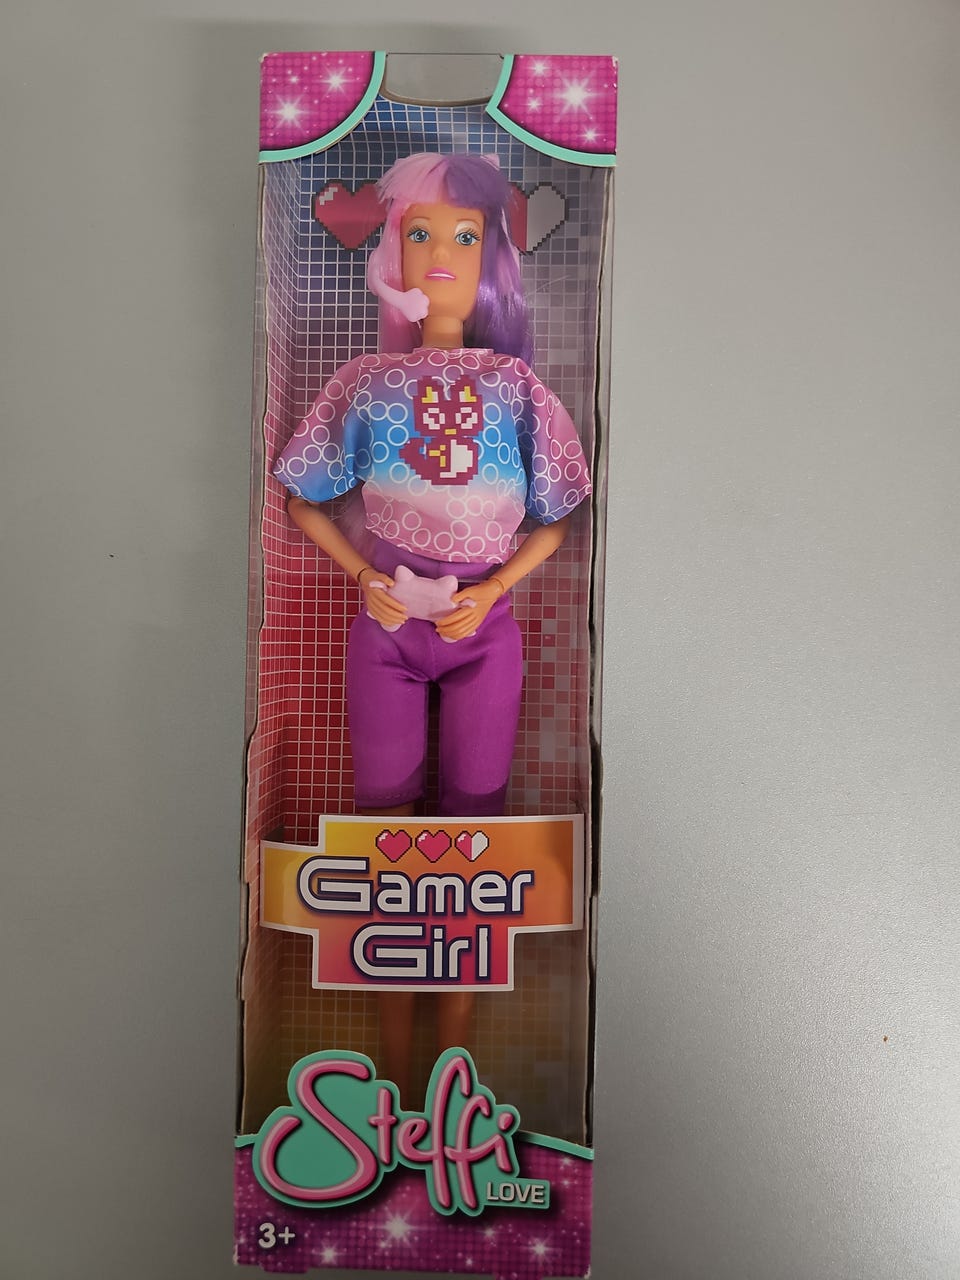 Gamer
Girl
Steffi
LOVE
3+